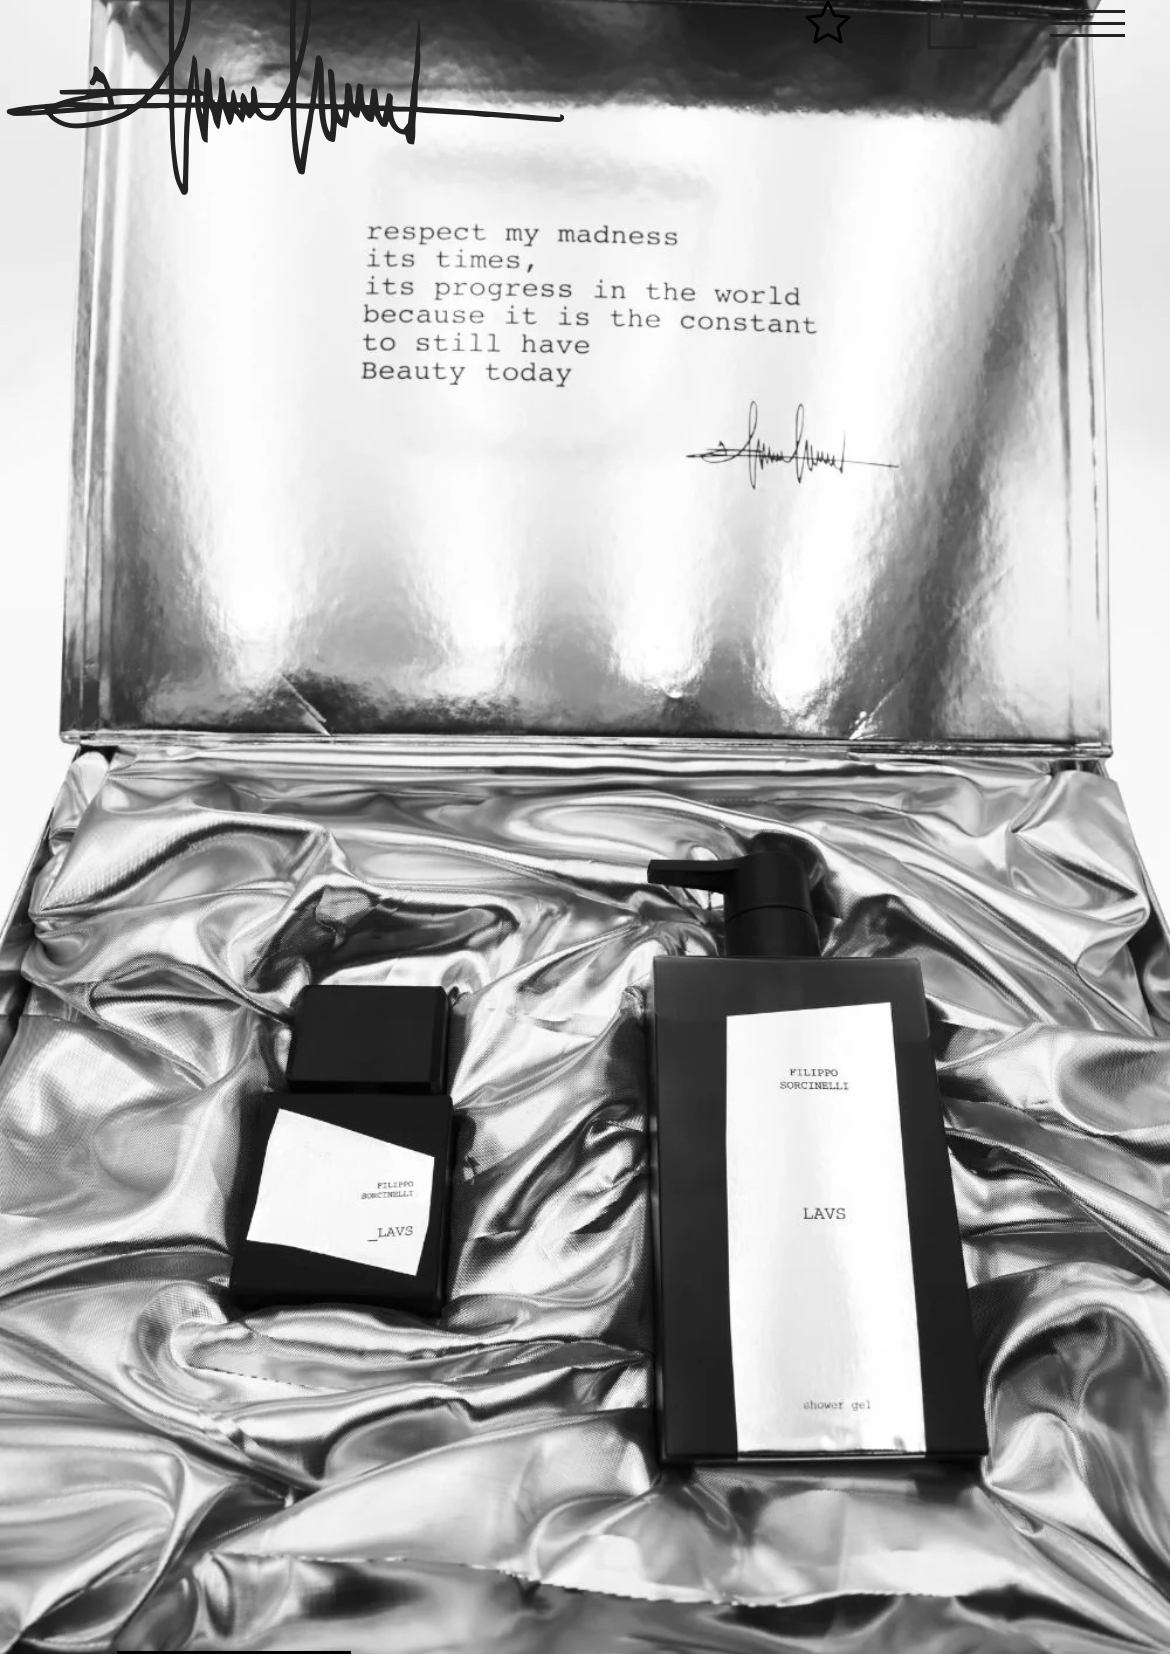 respect my madness
its times,
its progress in the world
because it is the constant
to still have
Beauty today
FILIPPO
SORCINELLI
_LAVS
FILIPPO
SORCINELLI
LAVS
shower gel